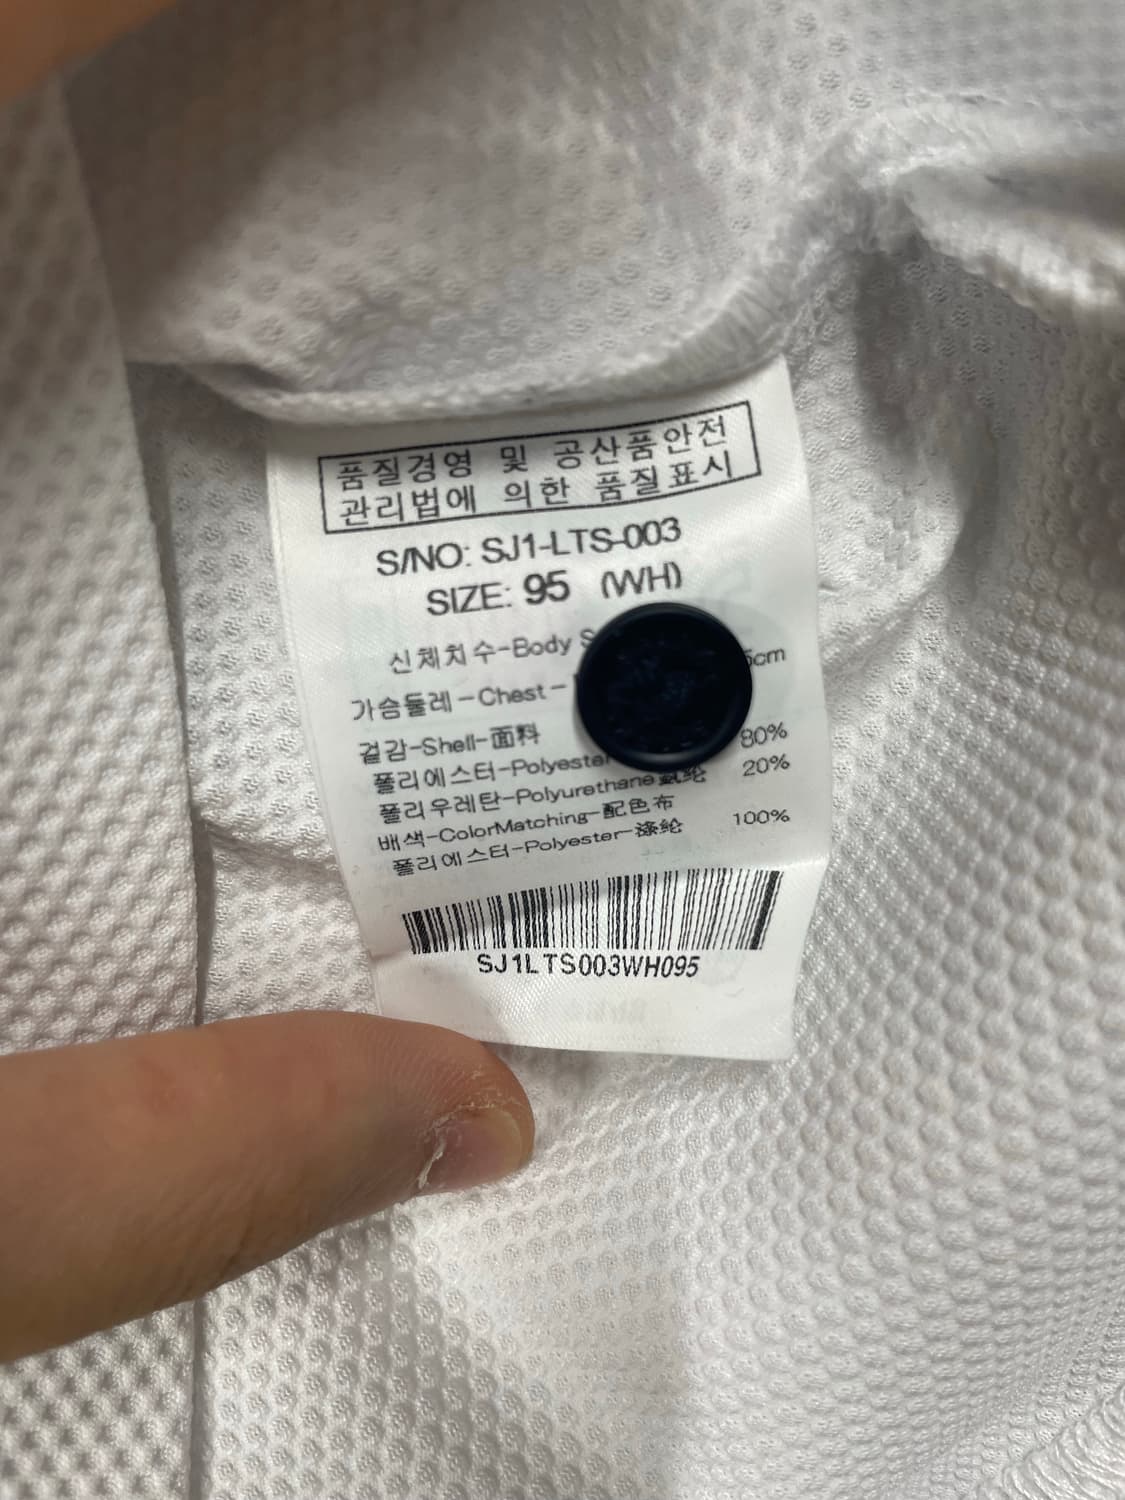 품질경영 및 공산품안전
관리법에 의한 품질표시
S/NO: SJ1-LTS-003
SIZE: 95 (WH)
신체치수-Body
가슴둘레-Chest- 5cm
겉감-Shell-面料
폴리에스터-Polyester 80%
폴리우레탄-Polyurethane氨纶 20%
배색-ColorMatching-配色布
폴리에스터-Polyester-涤纶 100%
SJ1LTS003WH095